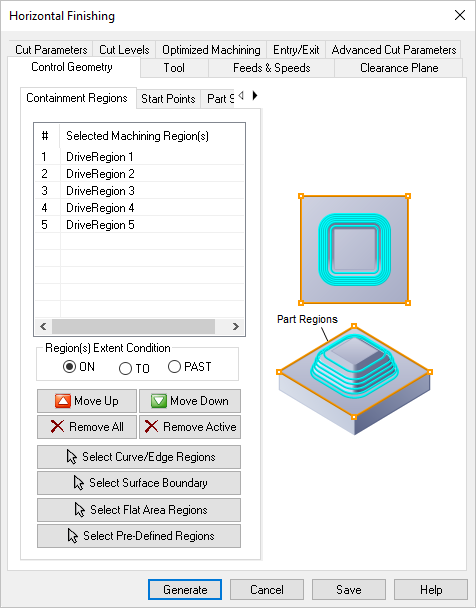 Horizontal Finishing
Cut Parameters Cut Levels Optimized Machining Entry/Exit Advanced Cut Parameters
Control Geometry Tool Feeds & Speeds Clearance Plane
Containment Regions Start Points Part S
# Selected Machining Region(s)
1 DriveRegion 1
2 DriveRegion 2
3 DriveRegion 3
4 DriveRegion 4
5 DriveRegion 5
Part Regions
Region(s) Extent Condition
ON TO PAST
Move Up Move Down
Remove All Remove Active
Select Curve/Edge Regions
Select Surface Boundary
Select Flat Area Regions
Select Pre-Defined Regions
Generate Cancel Save Help